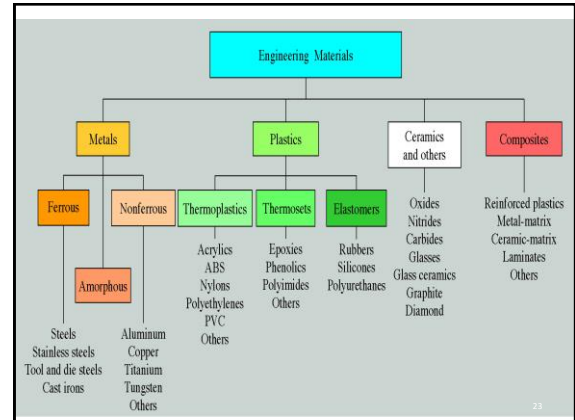 Engineering Materials
Metals
Plastics
Ceramics
and others
Composites
Ferrous
Nonferrous
Amorphous
Thermoplastics
Thermosets
Elastomers
Steels
Stainless steels
Tool and die steels
Cast irons
Aluminum
Copper
Titanium
Tungsten
Others
Acrylics
ABS
Nylons
Polyethylenes
PVC
Others
Epoxies
Phenolics
Polyimides
Others
Rubbers
Silicones
Polyurethanes
Oxides
Nitrides
Carbides
Glasses
Glass ceramics
Graphite
Diamond
Reinforced plastics
Metal-matrix
Ceramic-matrix
Laminates
Others
23